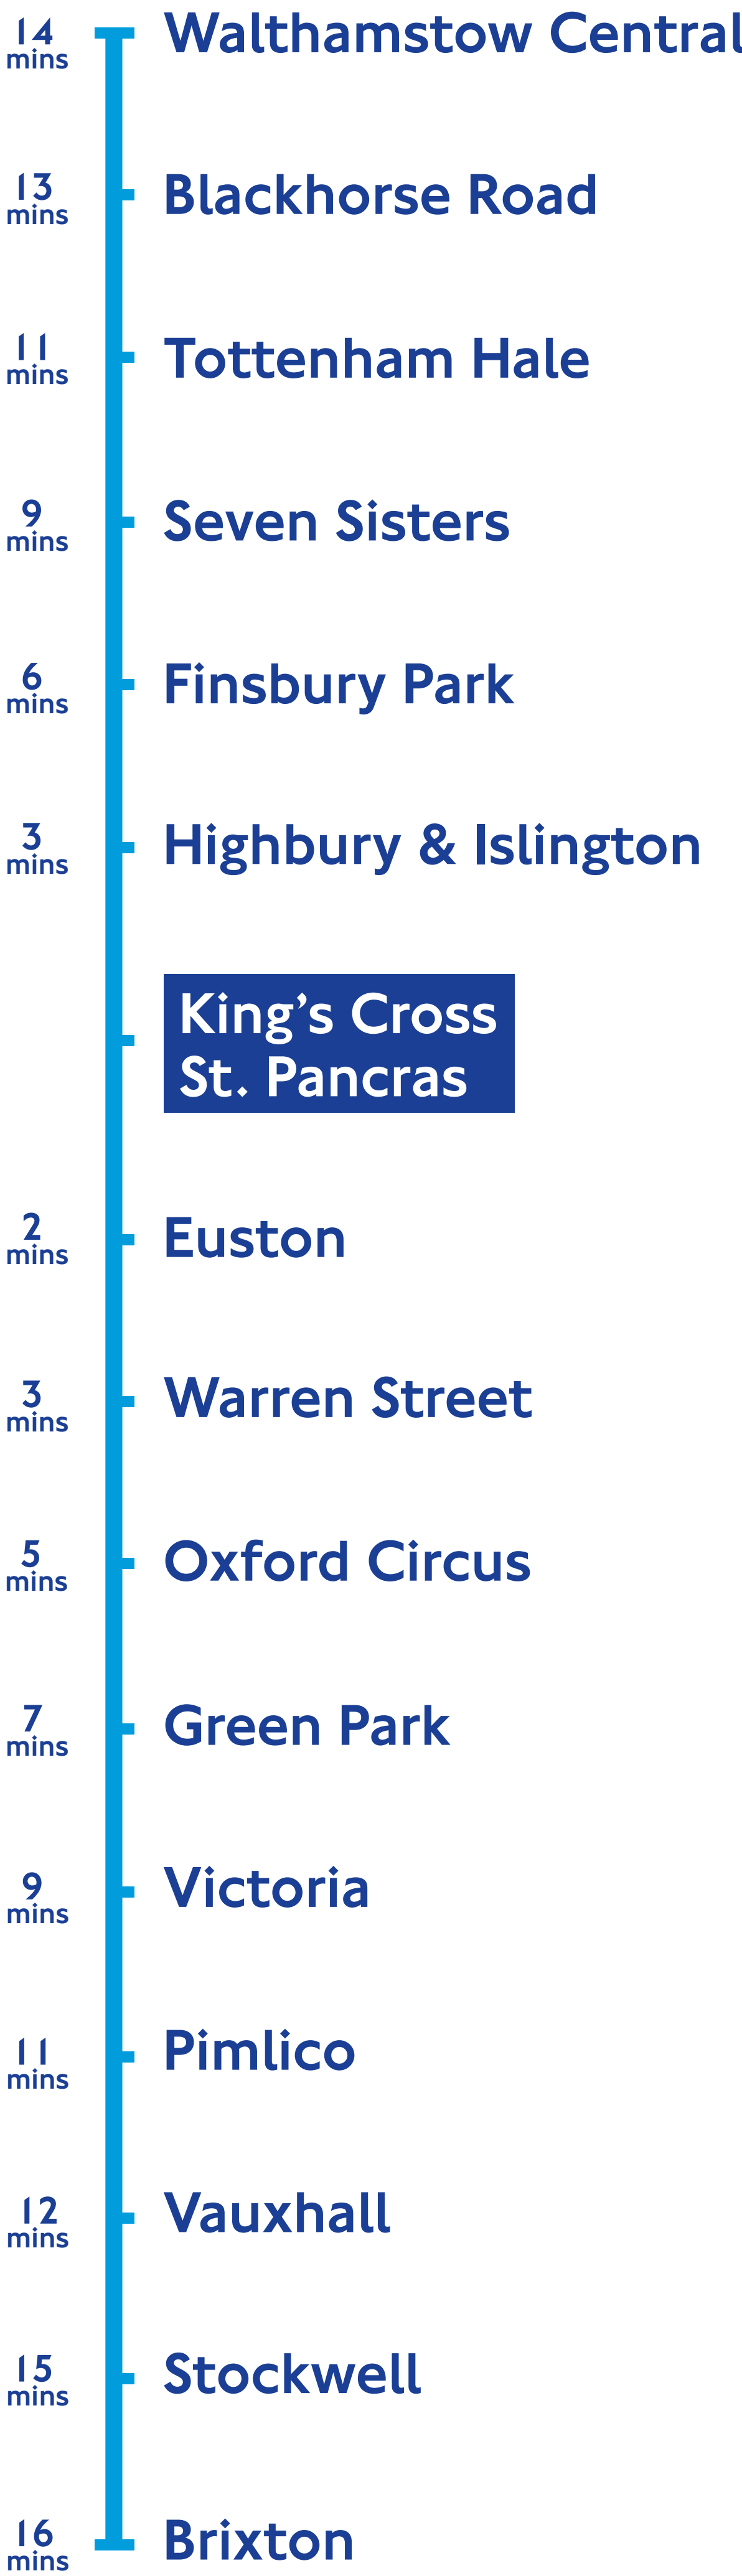 14
mins
Walthamstow Central
13
mins
Blackhorse Road
11
mins
Tottenham Hale
9
mins
Seven Sisters
6
mins
Finsbury Park
3
mins
Highbury & Islington
King’s Cross
St. Pancras
2
mins
Euston
3
mins
Warren Street
5
mins
Oxford Circus
7
mins
Green Park
9
mins
Victoria
11
mins
Pimlico
12
mins
Vauxhall
15
mins
Stockwell
16
mins
Brixton